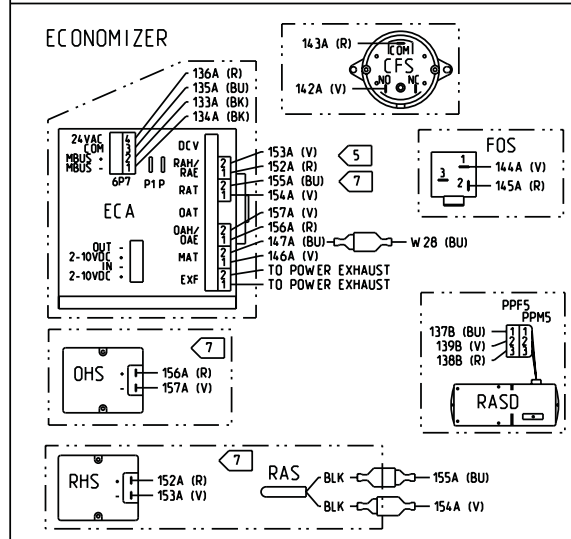 ECONOMIZER
136A (R)
135A (BU)
133A (BK)
134A (BK)
24VAC 4
COM 3
MBUS + 2
MBUS - 1
6P7
P1 P
ECA
OUT -
2-10VDC +
IN -
2-10VDC +
DCV
RAH/
RAE
RAT
OAT
OAH/
OAE
MAT
EXF
2 153A (V)
1 152A (R)
2 155A (BU)
1 154A (V)
2 157A (V)
1 156A (R)
2 147A (BU) W28 (BU)
1 146A (V)
2 TO POWER EXHAUST
1 TO POWER EXHAUST
5
7
143A (R)
COM
CFS
142A (V)
NO NC
FOS
1 144A (V)
3
2 145A (R)
PPF5
PPM5
137B (BU) 1 1
139B (V) 2 2
138B (R) 3 3
RASD
7
OHS
+ 156A (R)
- 157A (V)
7
RHS
+ 152A (R)
- 153A (V)
RAS
BLK 155A (BU)
BLK 154A (V)